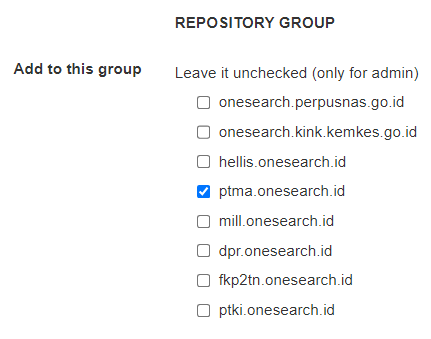 REPOSITORY GROUP
Add to this group
Leave it unchecked (only for admin)
onesearch.perpusnas.go.id
onesearch.kink.kemkes.go.id
hellis.onesearch.id
ptma.onesearch.id
mill.onesearch.id
dpr.onesearch.id
fkp2tn.onesearch.id
ptki.onesearch.id